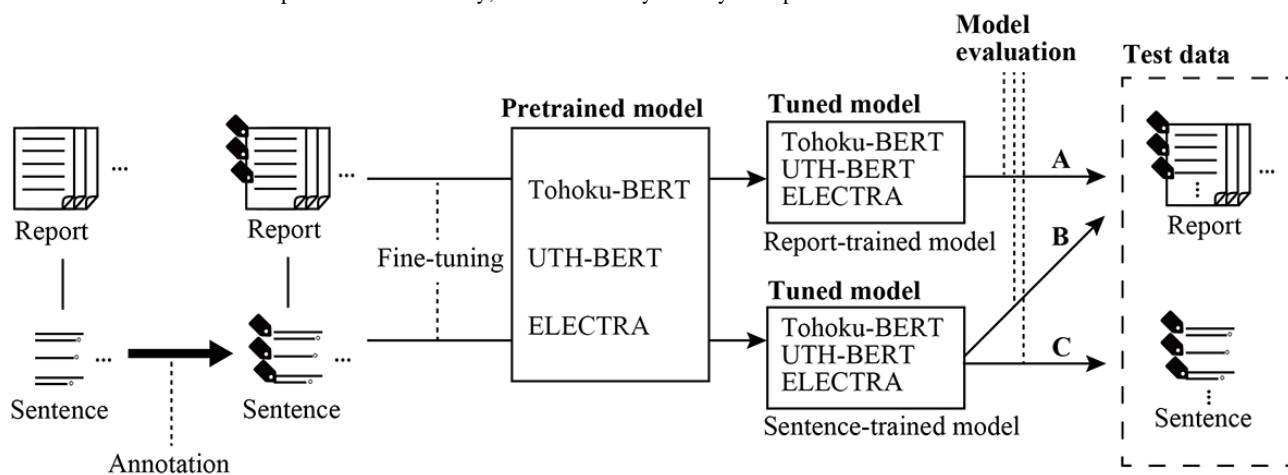 Model
evaluation
Test data
Pretrained model
Tuned model
Tohoku-BERT
UTH-BERT
ELECTRA
Report-trained model
A
B
C
...
...
...
Report
Report
Report
Fine-tuning
Tohoku-BERT
UTH-BERT
ELECTRA
Tuned model
Tohoku-BERT
UTH-BERT
ELECTRA
Sentence-trained model
...
...
Sentence
Sentence
Sentence
Annotation